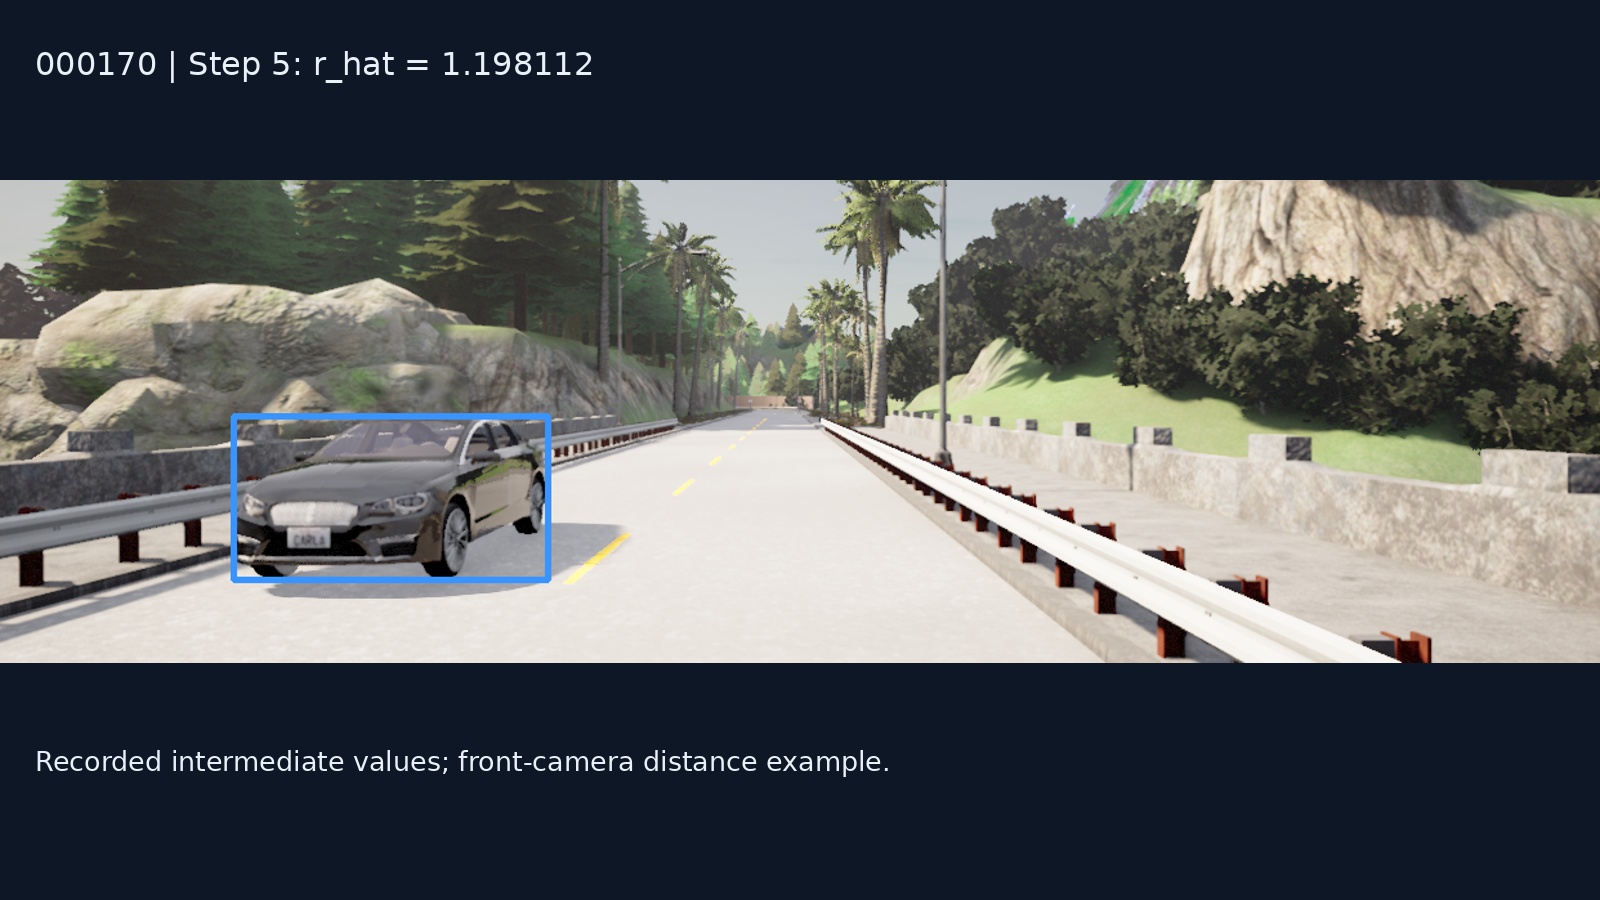 000170 | Step 5: r_hat = 1.198112
CARLA
Recorded intermediate values; front-camera distance example.